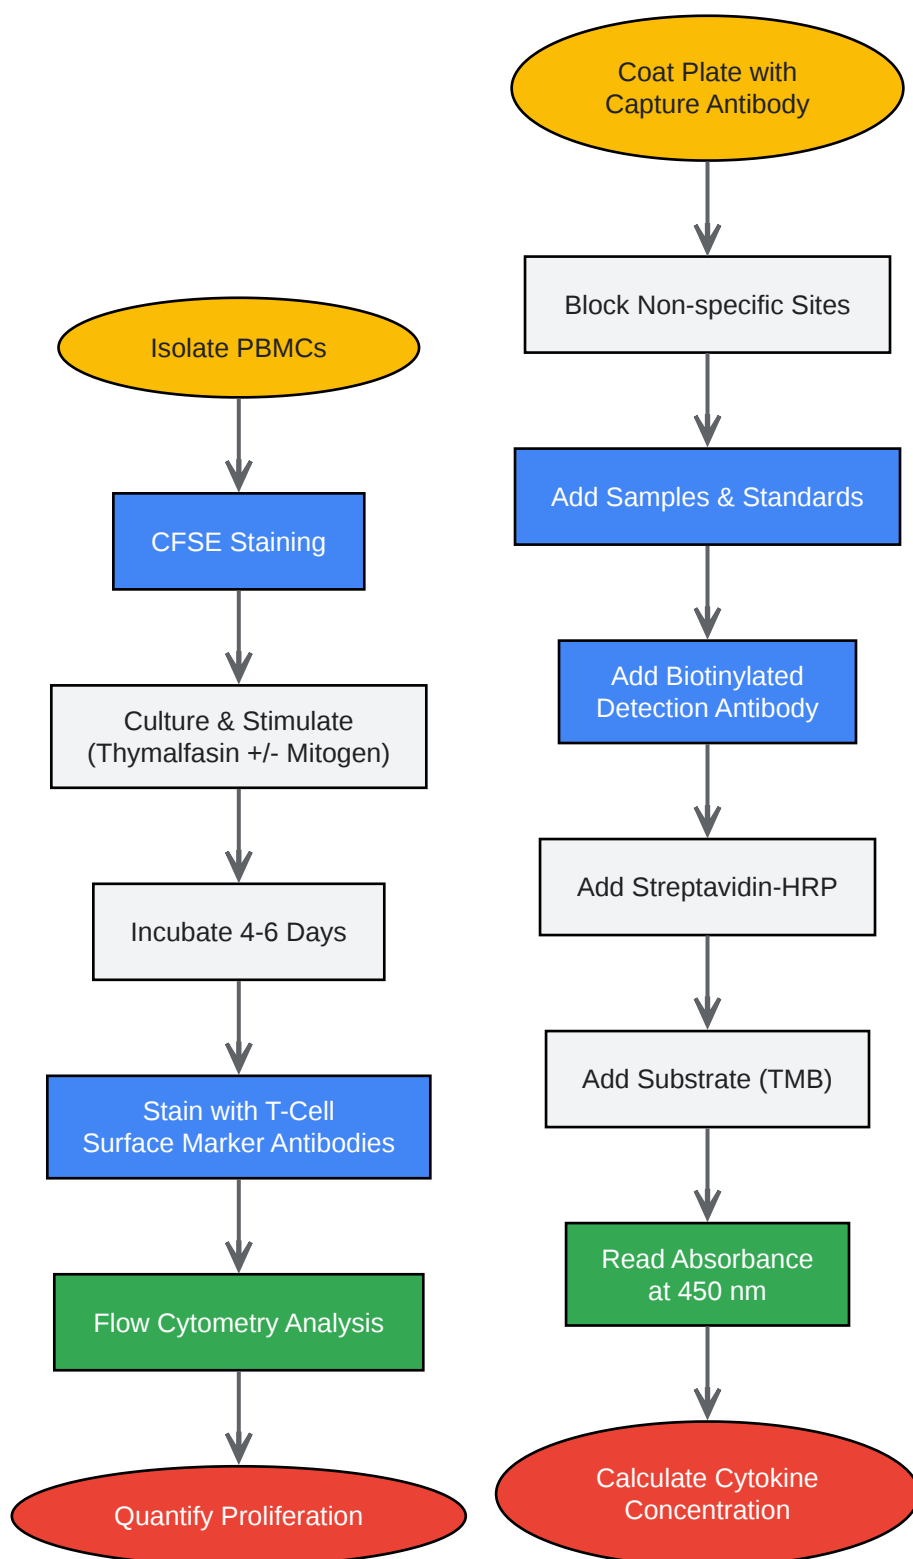 Isolate PBMCs
CFSE Staining
Culture & Stimulate
(Thymalfasin +/- Mitogen)
Incubate 4-6 Days
Stain with T-Cell
Surface Marker Antibodies
Flow Cytometry Analysis
Quantify Proliferation
Coat Plate with
Capture Antibody
Block Non-specific Sites
Add Samples & Standards
Add Biotinylated
Detection Antibody
Add Streptavidin-HRP
Add Substrate (TMB)
Read Absorbance
at 450 nm
Calculate Cytokine
Concentration